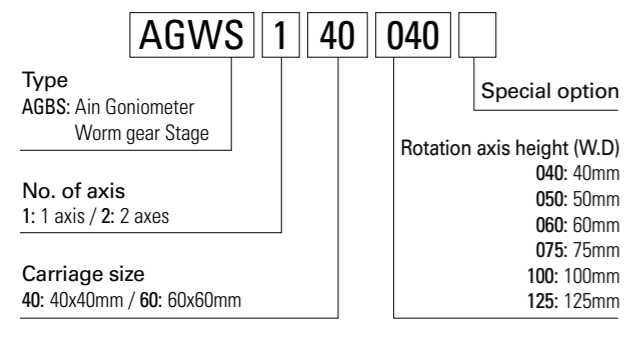 AGWS 1 40 040
Type
AGBS: Ain Goniometer
Worm gear Stage
No. of axis
1: 1 axis / 2: 2 axes
Carriage size
40: 40x40mm / 60: 60x60mm
Special option
Rotation axis height (W.D)
040: 40mm
050: 50mm
060: 60mm
075: 75mm
100: 100mm
125: 125mm